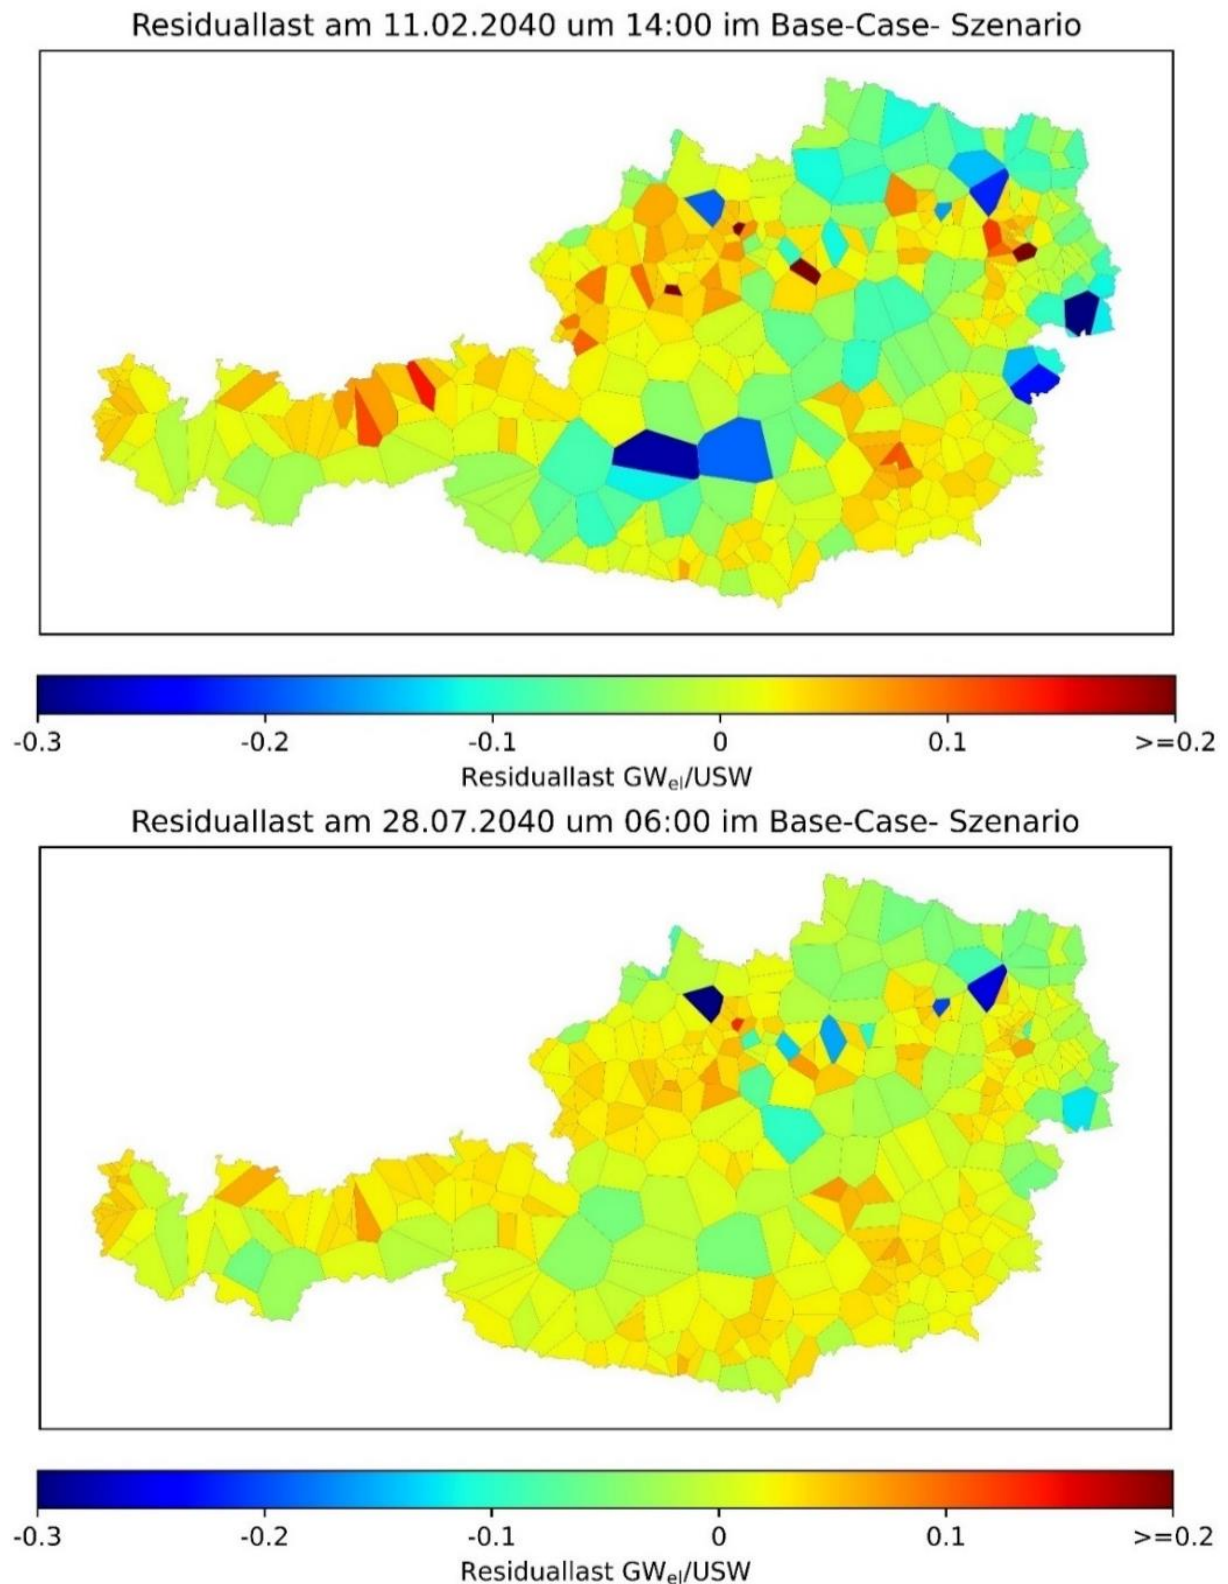 Residuallast am 11.02.2040 um 14:00 im Base-Case- Szenario
-0.3 -0.2 -0.1 0 0.1 >=0.2
Residuallast GWel/USW
Residuallast am 28.07.2040 um 06:00 im Base-Case- Szenario
-0.3 -0.2 -0.1 0 0.1 >=0.2
Residuallast GWel/USW